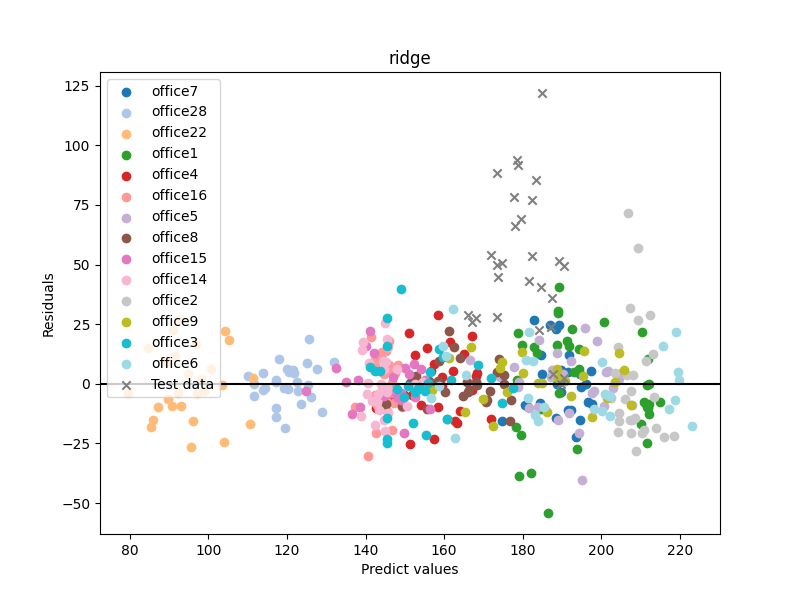 ridge
125
100
75
50
25
0
−25
−50
Residuals
office7
office28
office22
office1
office4
office16
office5
office8
office15
office14
office2
office9
office3
office6
Test data
80 100 120 140 160 180 200 220
Predict values